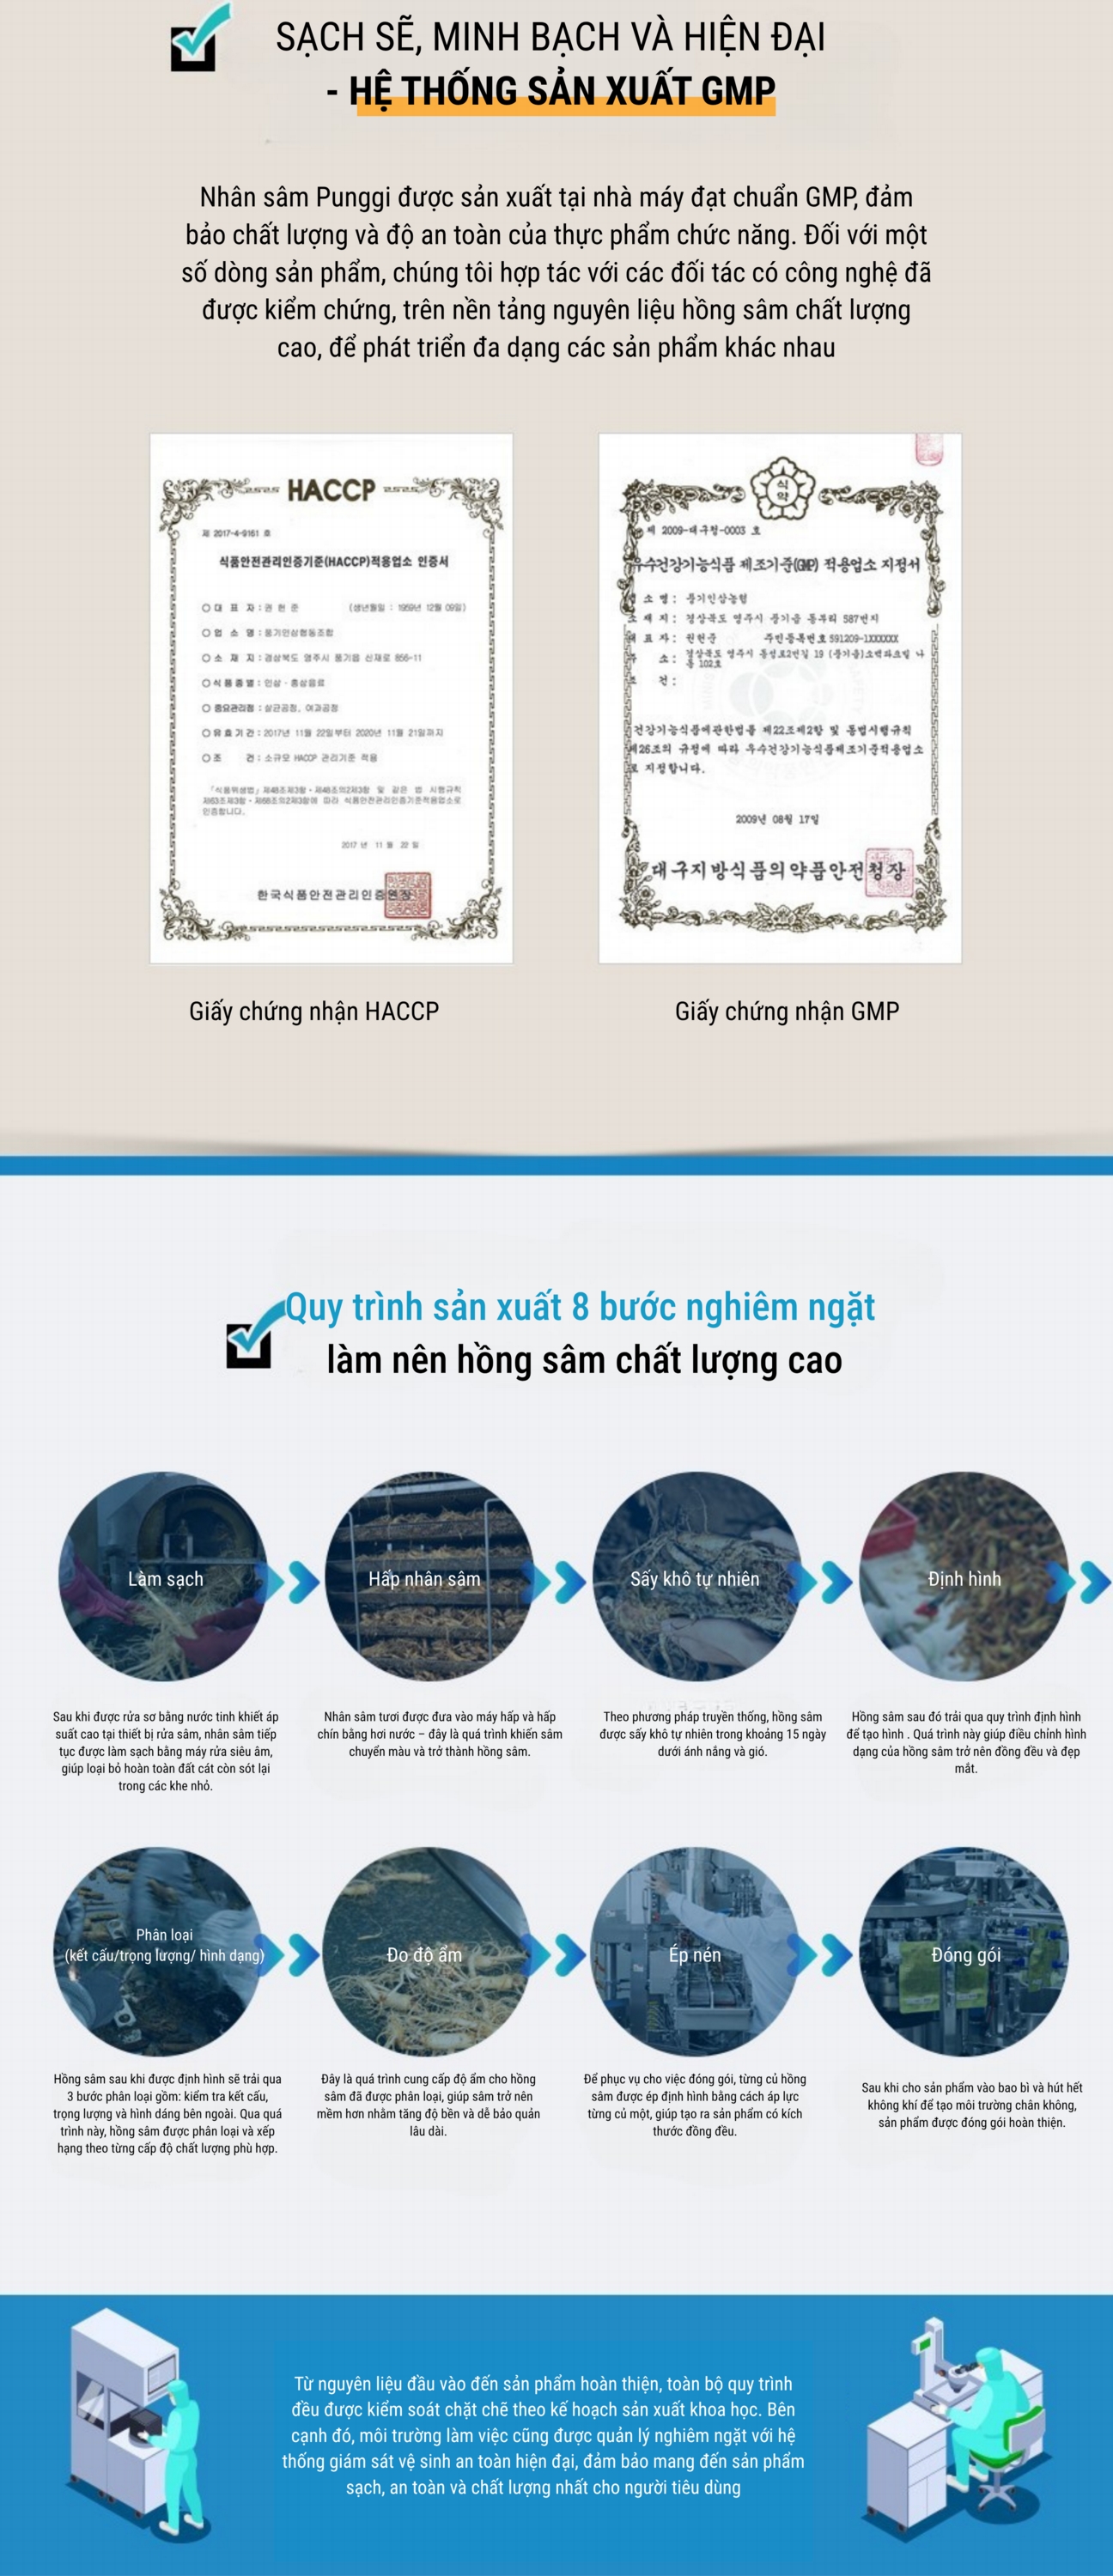 SẠCH SẼ, MINH BẠCH VÀ HIỆN ĐẠI
- HỆ THỐNG SẢN XUẤT GMP
Nhân sâm Punggi được sản xuất tại nhà máy đạt chuẩn GMP, đảm
bảo chất lượng và độ an toàn của thực phẩm chức năng. Đối với một
số dòng sản phẩm, chúng tôi hợp tác với các đối tác có công nghệ đã
được kiểm chứng, trên nền tảng nguyên liệu hồng sâm chất lượng
cao, để phát triển đa dạng các sản phẩm khác nhau
HACCP
제 2017-4-9161 호
식품안전관리인증기준(HACCP)적용업소 인증서
○ 대 표 자 : 권 헌 준 (생년월일 : 1959년 12월 09일)
○ 업 소 명 : 풍기인삼협동조합
○ 소 재 지 : 경상북도 영주시 풍기읍 신재로 856-11
○ 식 품 종 별 : 인삼 · 홍삼음료
○ 중요관리점 : 살균공정, 여과공정
○ 유 효 기 간 : 2017년 11월 22일부터 2020년 11월 21일까지
○ 조 건 : 소규모 HACCP 관리기준 적용
「식품위생법」 제48조제3항 · 제48조의2제3항 및 같은 법 시행규칙
제63조제3항 · 제68조의2제3항에 따라 식품안전관리인증기준적용업소로
인증합니다.
2017 년 11 월 22 일
한국식품안전관리인증원장
식약
제 2009-대구청-0003 호
우수건강기능식품 제조기준(GMP) 적용업소 지정서
업 소 명 : 풍기인삼농협
소 재 지 : 경상북도 영주시 풍기읍 동부리 587번지
대 표 자 : 권헌준 주민등록번호 591209-1XXXXXX
주 소 : 경상북도 영주시 동성로2번길 19 (풍기읍)소백파크빌 나
동 102호
조 건 :
건강기능식품에관한법률 제22조제2항 및 동법시행규칙
제26조의 규정에 따라 우수건강기능식품제조기준적용업소
로 지정합니다.
2009년 08월 17일
대구지방식품의약품안전청장
Giấy chứng nhận HACCP
Giấy chứng nhận GMP
Quy trình sản xuất 8 bước nghiêm ngặt
làm nên hồng sâm chất lượng cao
Làm sạch
Hấp nhân sâm
Sấy khô tự nhiên
Định hình
Sau khi được rửa sơ bằng nước tinh khiết áp
suất cao tại thiết bị rửa sâm, nhân sâm tiếp
tục được làm sạch bằng máy rửa siêu âm,
giúp loại bỏ hoàn toàn đất cát còn sót lại
trong các khe nhỏ.
Nhân sâm tươi được đưa vào máy hấp và hấp
chín bằng hơi nước – đây là quá trình khiến sâm
chuyển màu và trở thành hồng sâm.
Theo phương pháp truyền thống, hồng sâm
được sấy khô tự nhiên trong khoảng 15 ngày
dưới ánh nắng và gió.
Hồng sâm sau đó trải qua quy trình định hình
để tạo hình . Quá trình này giúp điều chỉnh hình
dạng của hồng sâm trở nên đồng đều và đẹp
mắt.
Phân loại
(kết cấu/trọng lượng/ hình dạng)
Đo độ ẩm
Ép nén
Đóng gói
Hồng sâm sau khi được định hình sẽ trải qua
3 bước phân loại gồm: kiểm tra kết cấu,
trọng lượng và hình dáng bên ngoài. Qua quá
trình này, hồng sâm được phân loại và xếp
hạng theo từng cấp độ chất lượng phù hợp.
Đây là quá trình cung cấp độ ẩm cho hồng
sâm đã được phân loại, giúp sâm trở nên
mềm hơn nhằm tăng độ bền và dễ bảo quản
lâu dài.
Để phục vụ cho việc đóng gói, từng củ hồng
sâm được ép định hình bằng cách áp lực
từng củ một, giúp tạo ra sản phẩm có kích
thước đồng đều.
Sau khi cho sản phẩm vào bao bì và hút hết
không khí để tạo môi trường chân không,
sản phẩm được đóng gói hoàn thiện.
Từ nguyên liệu đầu vào đến sản phẩm hoàn thiện, toàn bộ quy trình
đều được kiểm soát chặt chẽ theo kế hoạch sản xuất khoa học. Bên
cạnh đó, môi trường làm việc cũng được quản lý nghiêm ngặt với hệ
thống giám sát vệ sinh an toàn hiện đại, đảm bảo mang đến sản phẩm
sạch, an toàn và chất lượng nhất cho người tiêu dùng